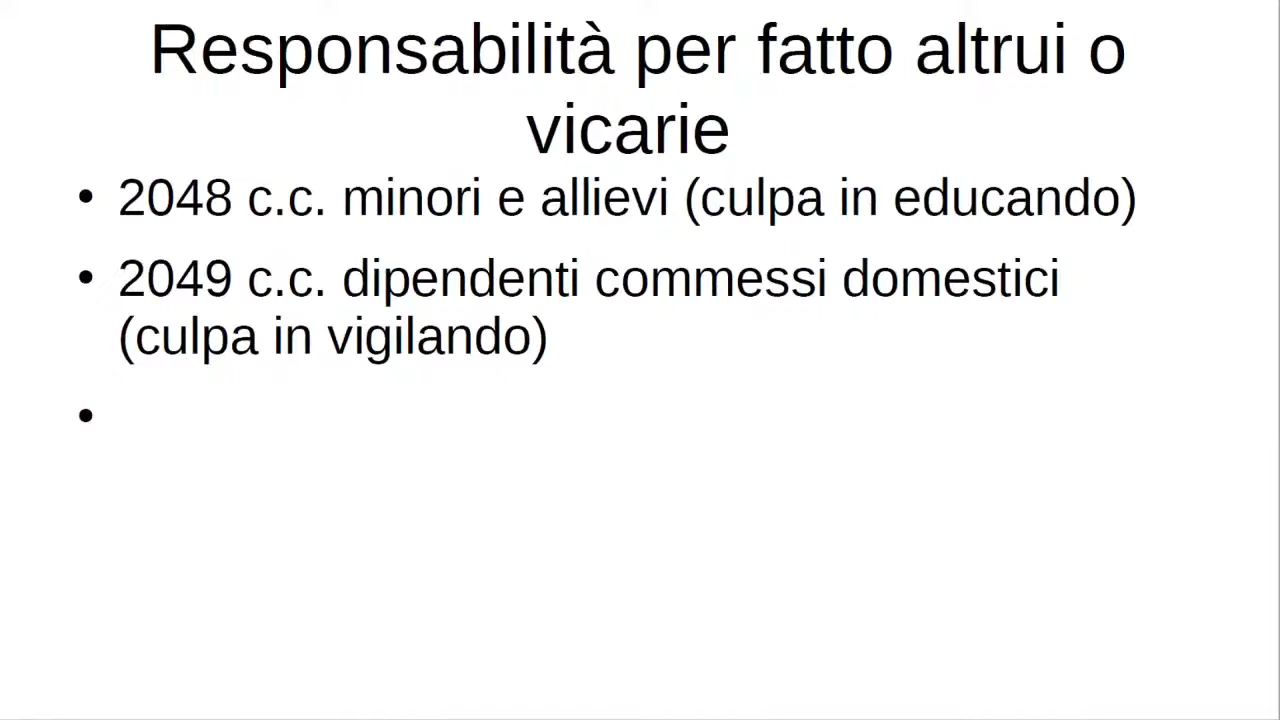 Responsabilità per fatto altrui o
vicarie
• 2048 c.c. minori e allievi (culpa in educando)
• 2049 c.c. dipendenti commessi domestici
(culpa in vigilando)
•